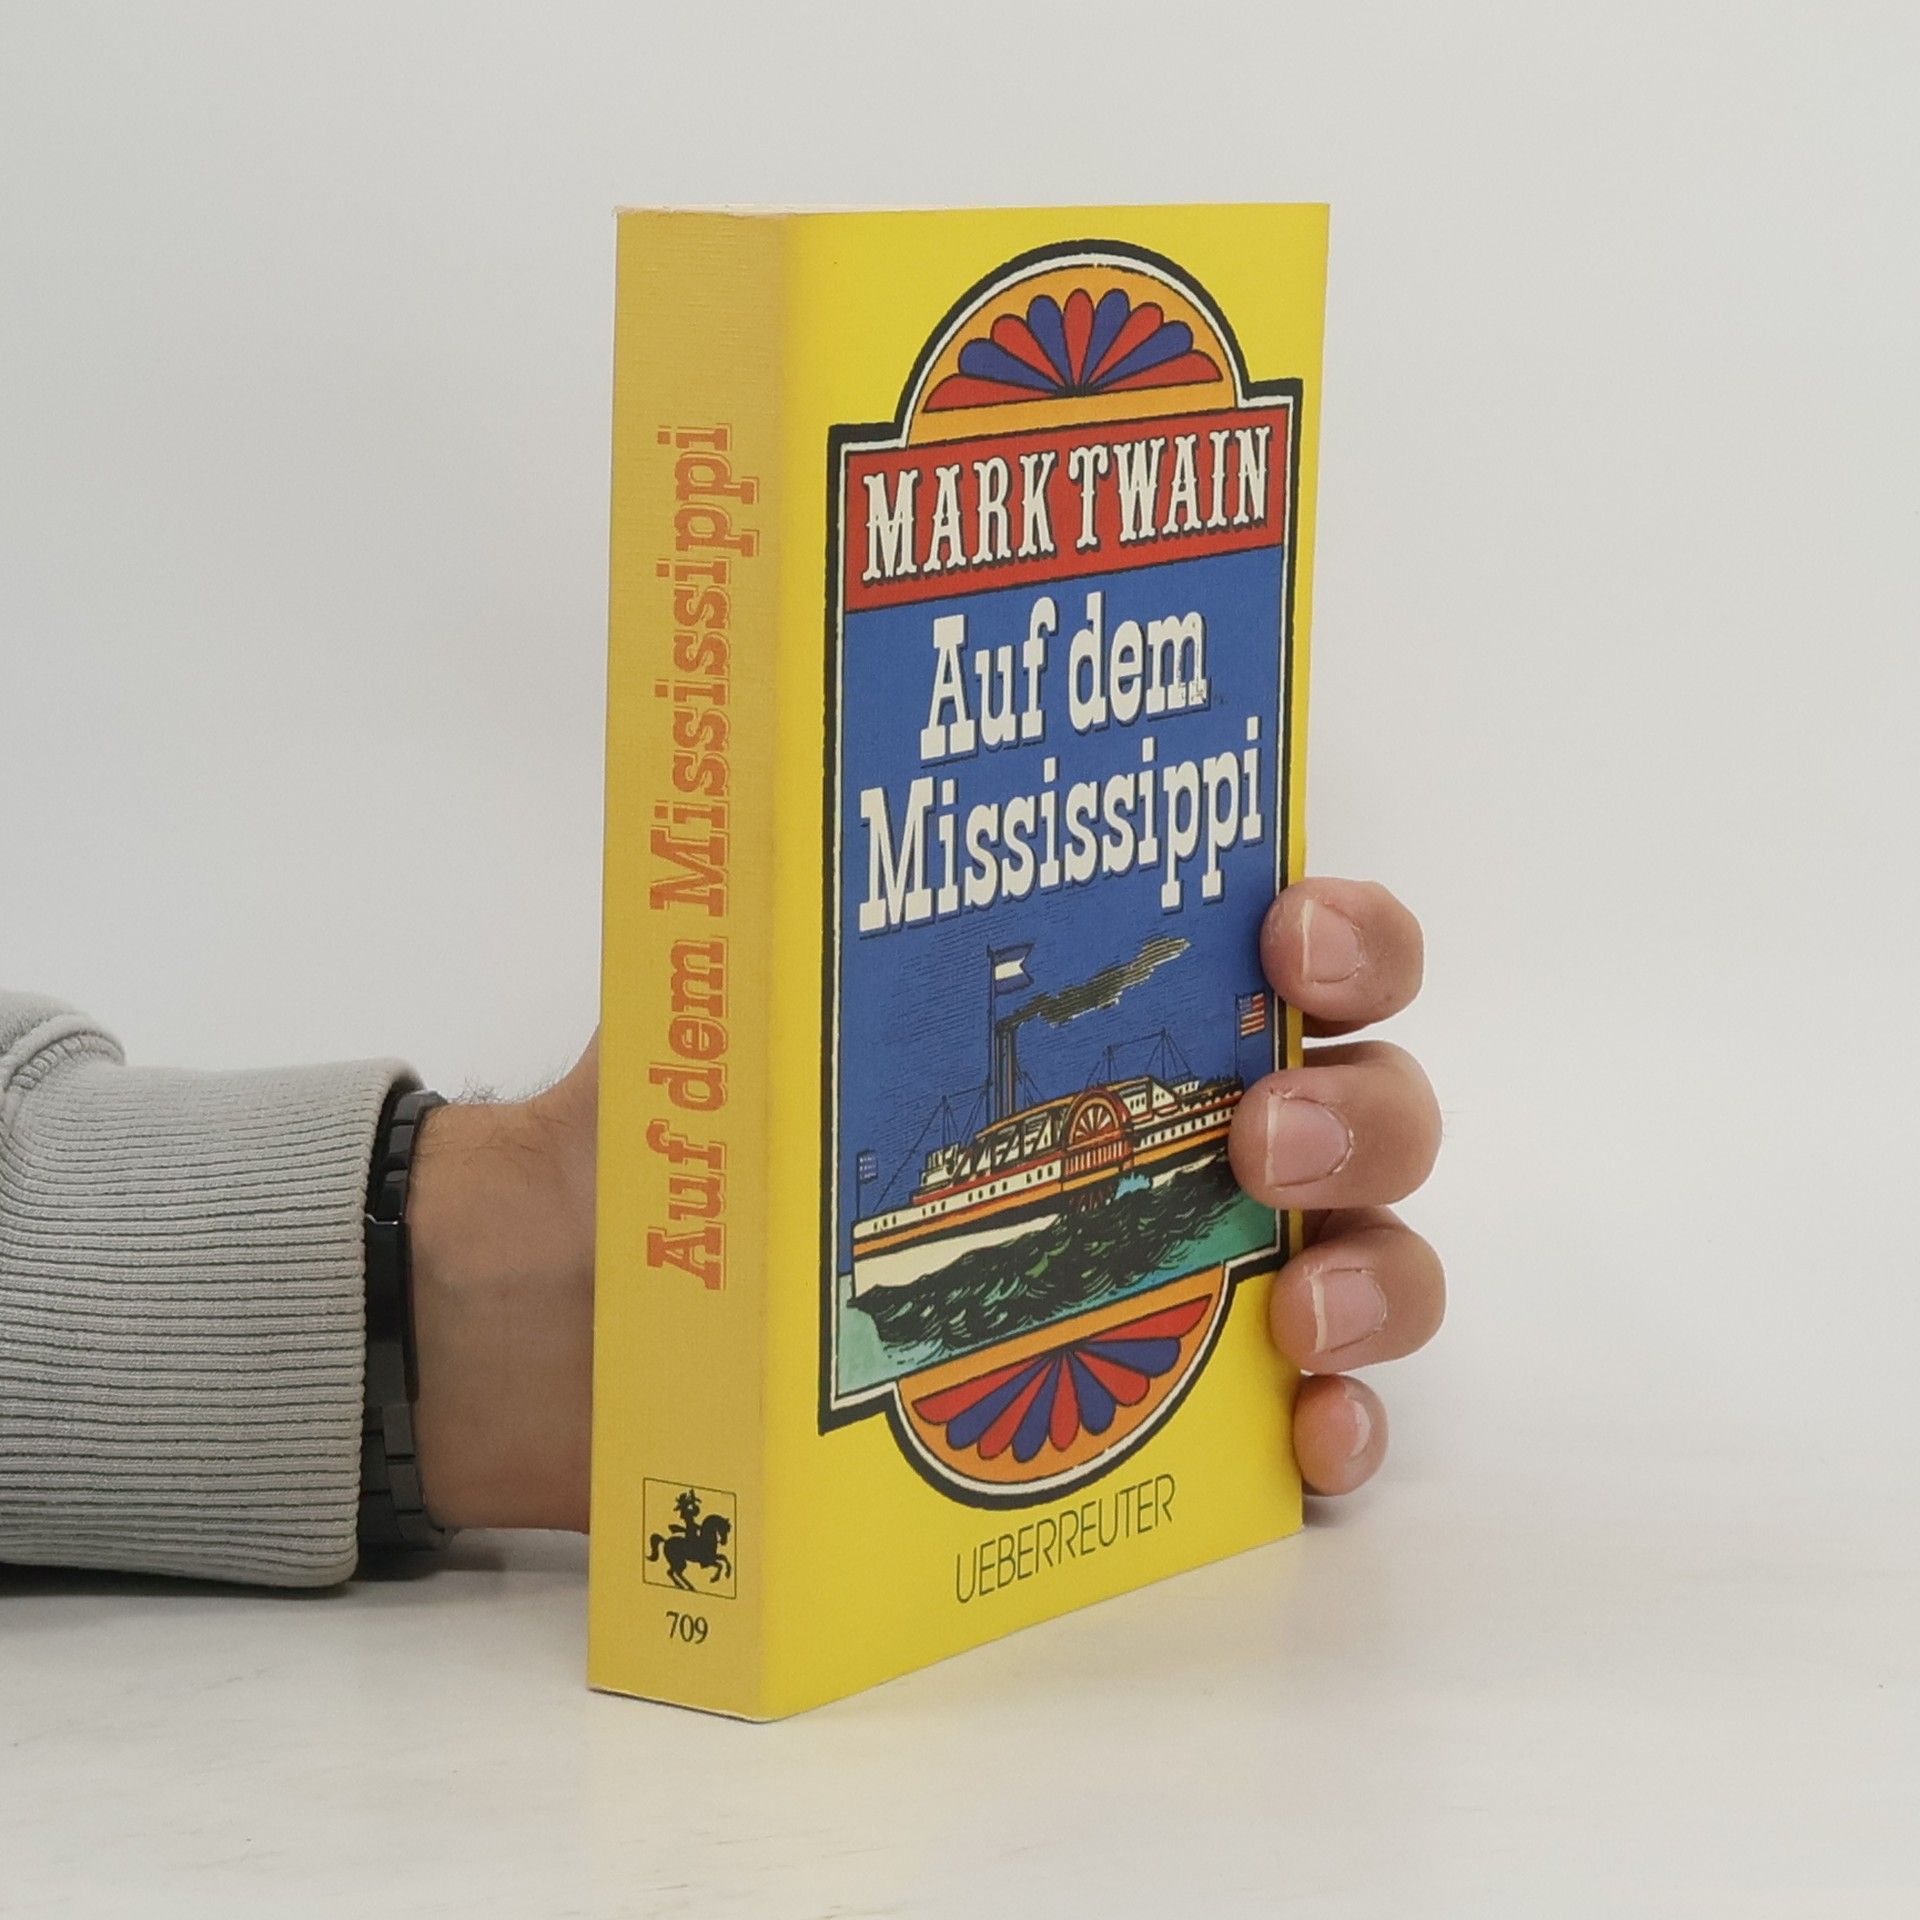 Auf dem Mississippi
709
MARK TWAIN
Auf dem
Mississippi
UEBERREUTER